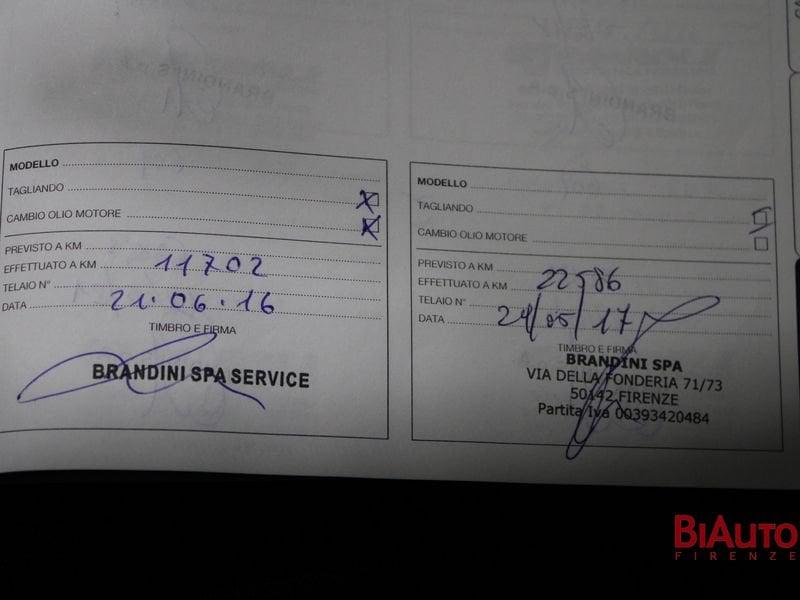 MODELLO
TAGLIANDO
CAMBIO OLIO MOTORE
PREVISTO A KM
EFFETTUATO A KM 11702
TELAIO N°
DATA 21.06.16
TIMBRO E FIRMA
BRANDINI SPA SERVICE
MODELLO
TAGLIANDO
CAMBIO OLIO MOTORE
PREVISTO A KM
EFFETTUATO A KM 22586
TELAIO N°
DATA 24/05/17
TIMBRO E FIRMA
BRANDINI SPA
VIA DELLA FONDERIA 71/73
50142 FIRENZE
Partita Iva 00393420484
BIAUTO
FIRENZE